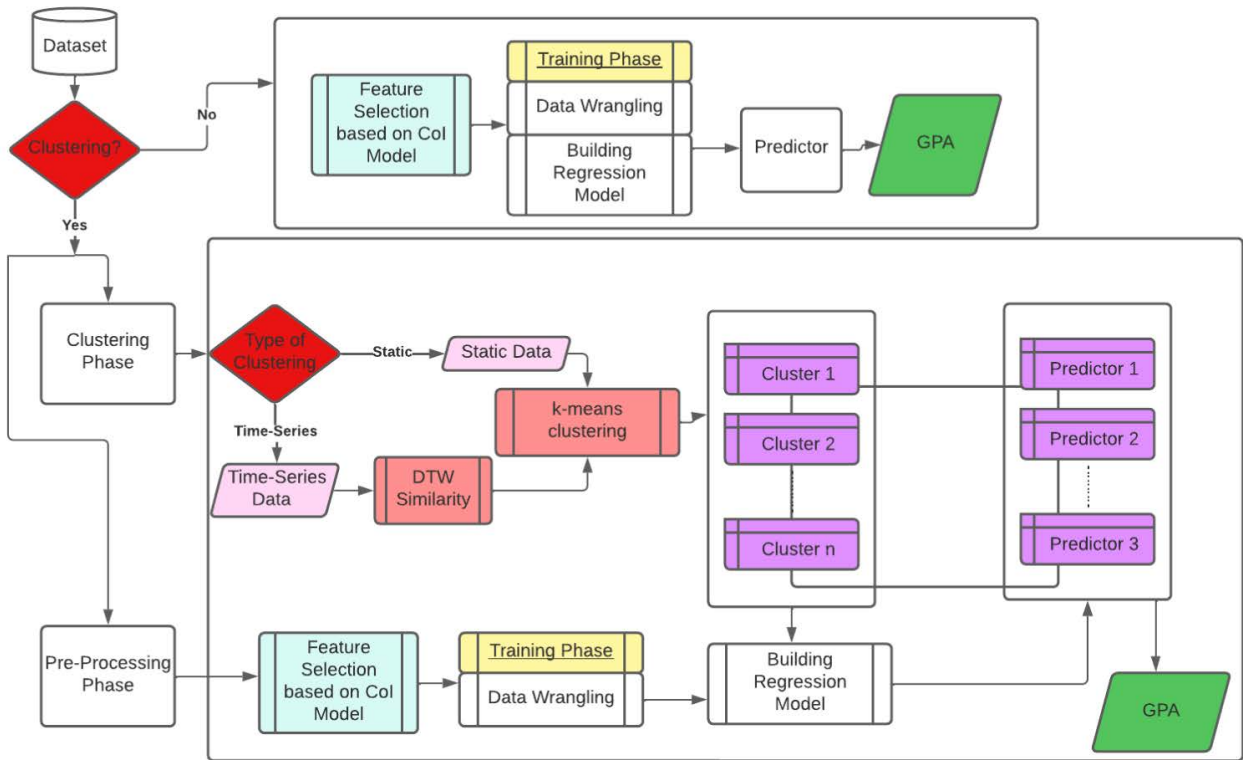 Dataset
Clustering?
No
Yes
Feature
Selection
based on CoI
Model
Training Phase
Data Wrangling
Building
Regression
Model
Predictor
GPA
Clustering
Phase
Type of
Clustering
Static
Static Data
Time-Series
Time-Series
Data
DTW
Similarity
k-means
clustering
Cluster 1
Cluster 2
Cluster n
Predictor 1
Predictor 2
Predictor 3
Pre-Processing
Phase
Feature
Selection
based on CoI
Model
Training Phase
Data Wrangling
Building
Regression
Model
GPA